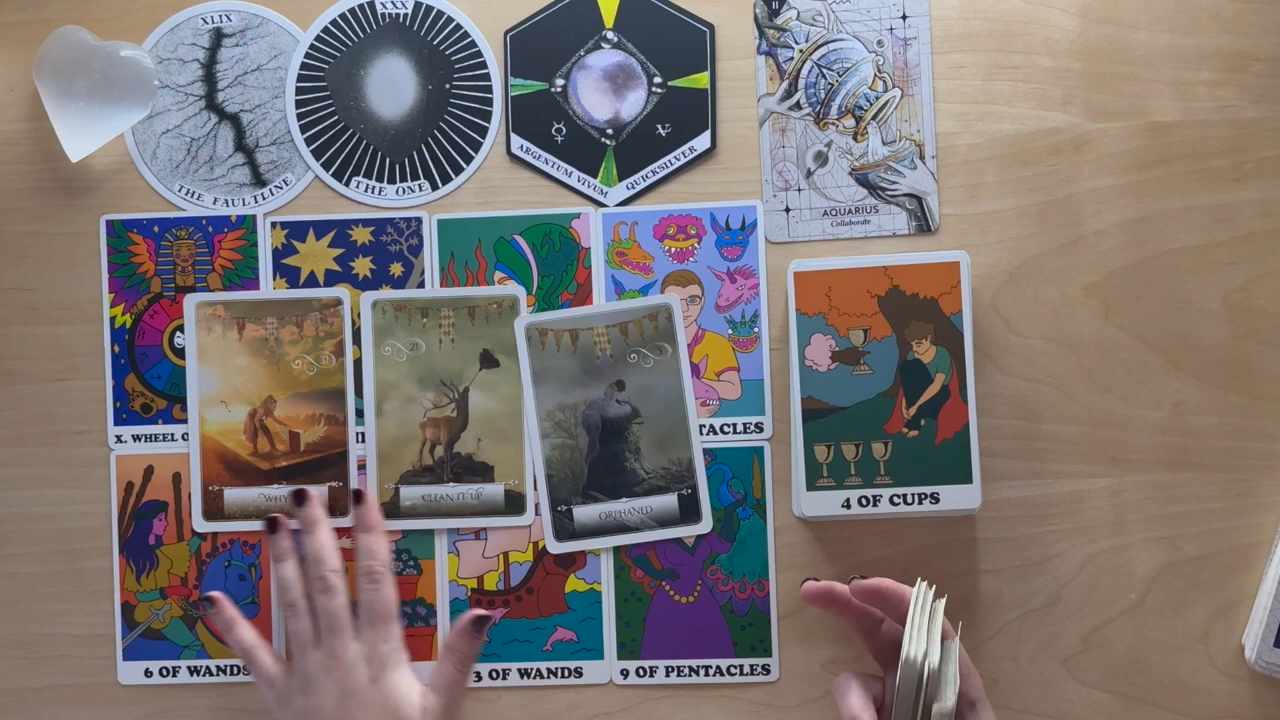 XLIX
THE FAULTLINE
XXX
THE ONE
ARGENTUM VIVUM
QUICKSILVER
II
AQUARIUS
Collaborate
X. WHEEL O
TACLES
31
WHY
21
CLEAN IT UP
ORPHANED
4 OF CUPS
6 OF WANDS
3 OF WANDS
9 OF PENTACLES